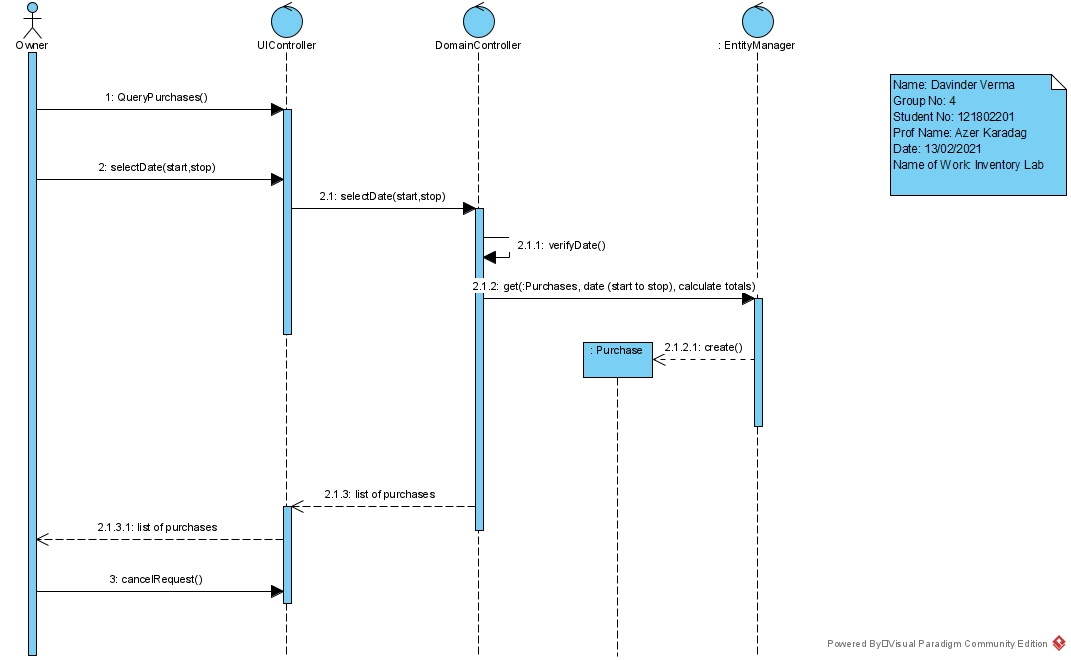 Owner
UIController
DomainController
: EntityManager
Name: Davinder Verma
Group No: 4
Student No: 121802201
Prof Name: Azer Karadag
Date: 13/02/2021
Name of Work: Inventory Lab
1: QueryPurchases()
2: selectDate(start,stop)
2.1: selectDate(start,stop)
2.1.1: verifyDate()
2.1.2: get(:Purchases, date (start to stop), calculate totals)
: Purchase
2.1.2.1: create()
2.1.3: list of purchases
2.1.3.1: list of purchases
3: cancelRequest()
Powered By Visual Paradigm Community Edition